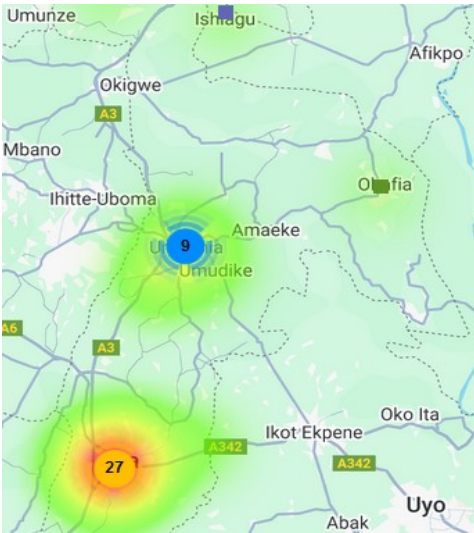 Umunze
Ishiagu
Afikpo
Okigwe
A3
Mbano
Ihitte-Uboma
Amaeke
9
Umudike
A6
A3
Oko Ita
Ikot Ekpene
A342
27
A342
Uyo
Abak